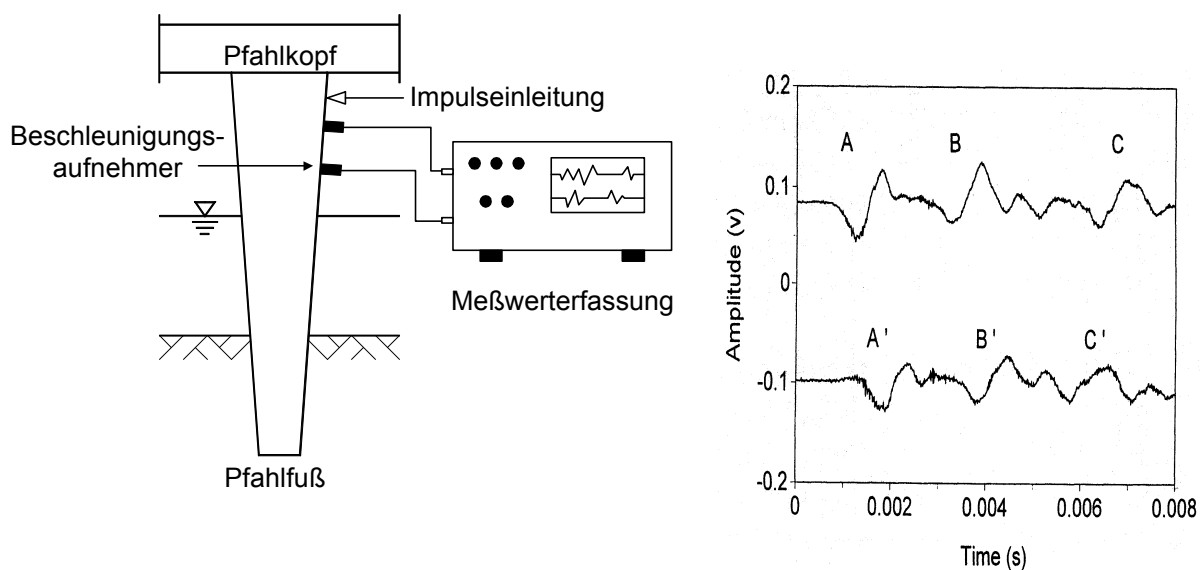 Pfahlkopf
Impulseinleitung
Beschleunigungs-
aufnehmer
Meßwerterfassung
Pfahlfuß
Amplitude (v)
0.2
0.1
0
-0.1
-0.2
A
B
C
A'
B'
C'
0
0.002
0.004
0.006
0.008
Time (s)